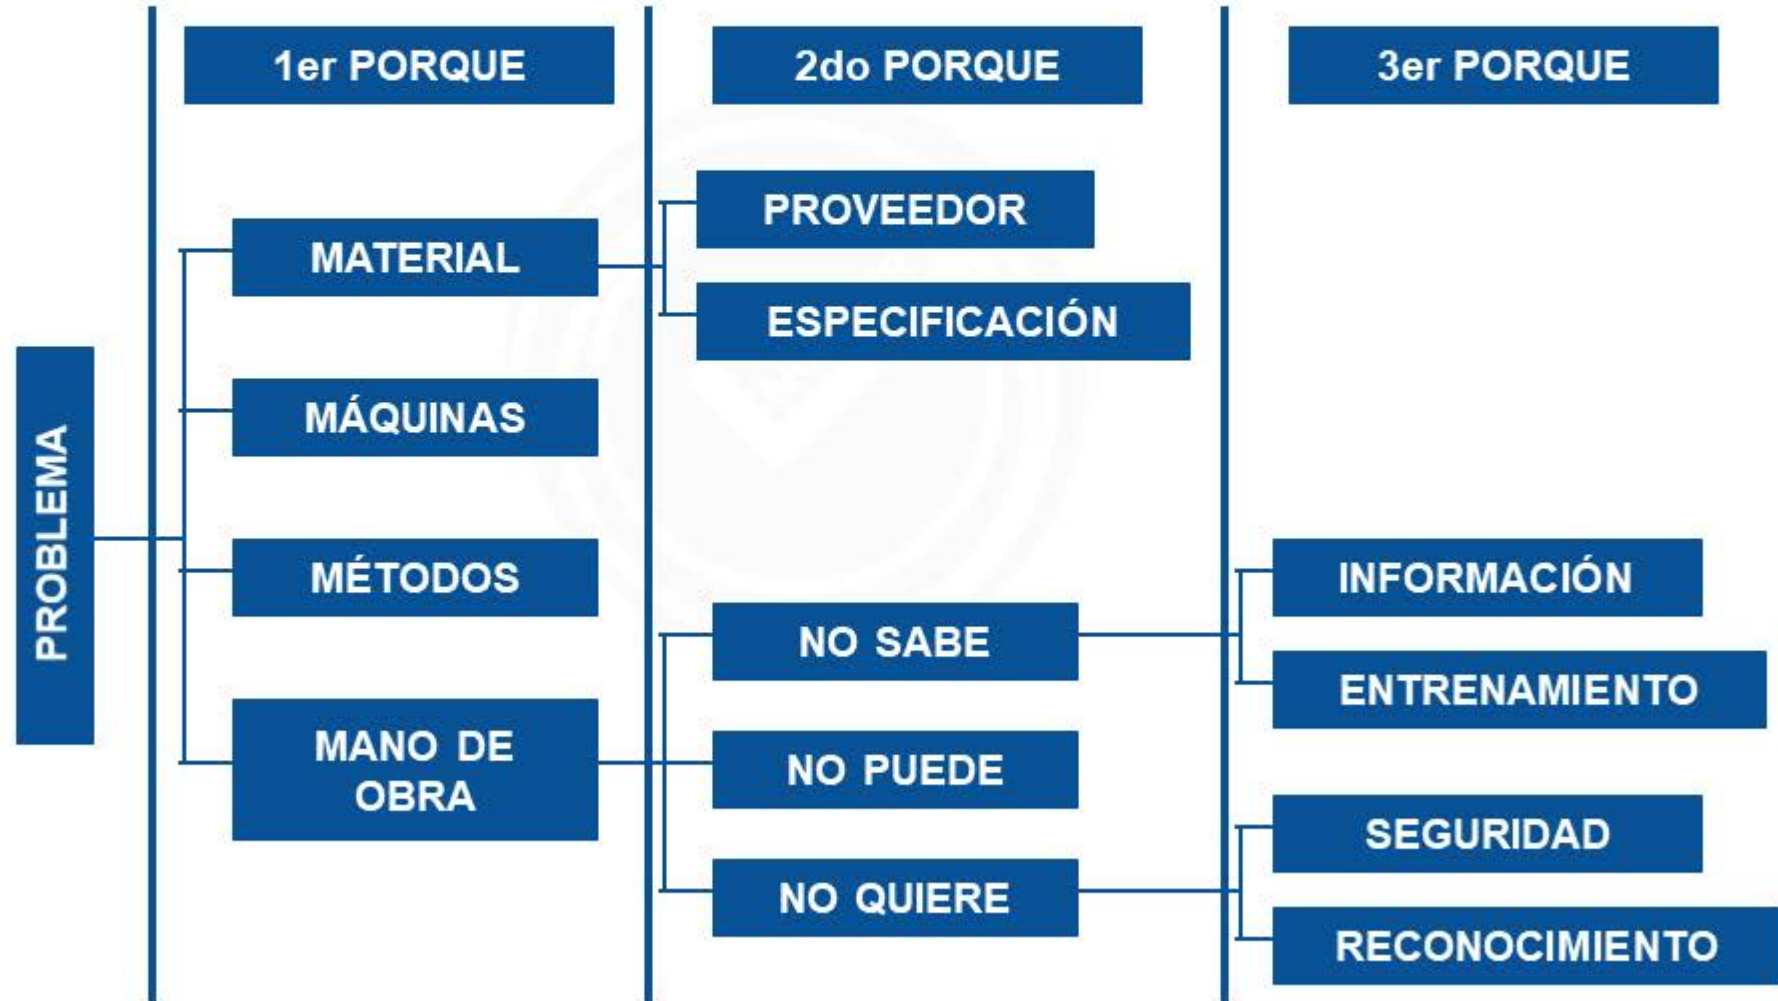 1er PORQUE
2do PORQUE
3er PORQUE
PROBLEMA
MATERIAL
MÁQUINAS
MÉTODOS
MANO DE
OBRA
PROVEEDOR
ESPECIFICACIÓN
NO SABE
NO PUEDE
NO QUIERE
INFORMACIÓN
ENTRENAMIENTO
SEGURIDAD
RECONOCIMIENTO